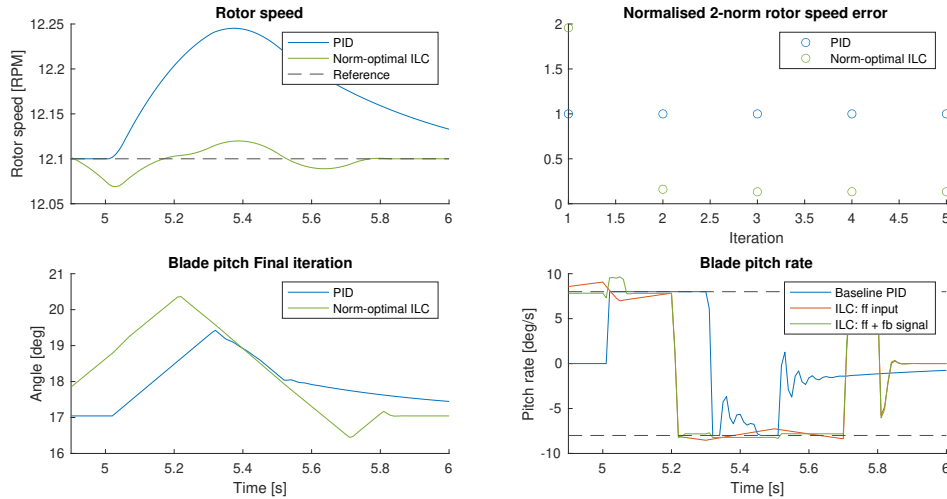 Rotor speed
Rotor speed [RPM]
12.25
12.2
12.15
12.1
12.05
5
5.2
5.4
5.6
5.8
6
PID
Norm-optimal ILC
Reference
Normalised 2-norm rotor speed error
2
1.5
1
0.5
0
1
1.5
2
2.5
3
3.5
4
4.5
5
Iteration
PID
Norm-optimal ILC
Blade pitch Final iteration
Angle [deg]
21
20
19
18
17
16
5
5.2
5.4
5.6
5.8
6
Time [s]
PID
Norm-optimal ILC
Blade pitch rate
Pitch rate [deg/s]
10
5
0
-5
-10
5
5.2
5.4
5.6
5.8
6
Time [s]
Baseline PID
ILC: ff input
ILC: ff + fb signal